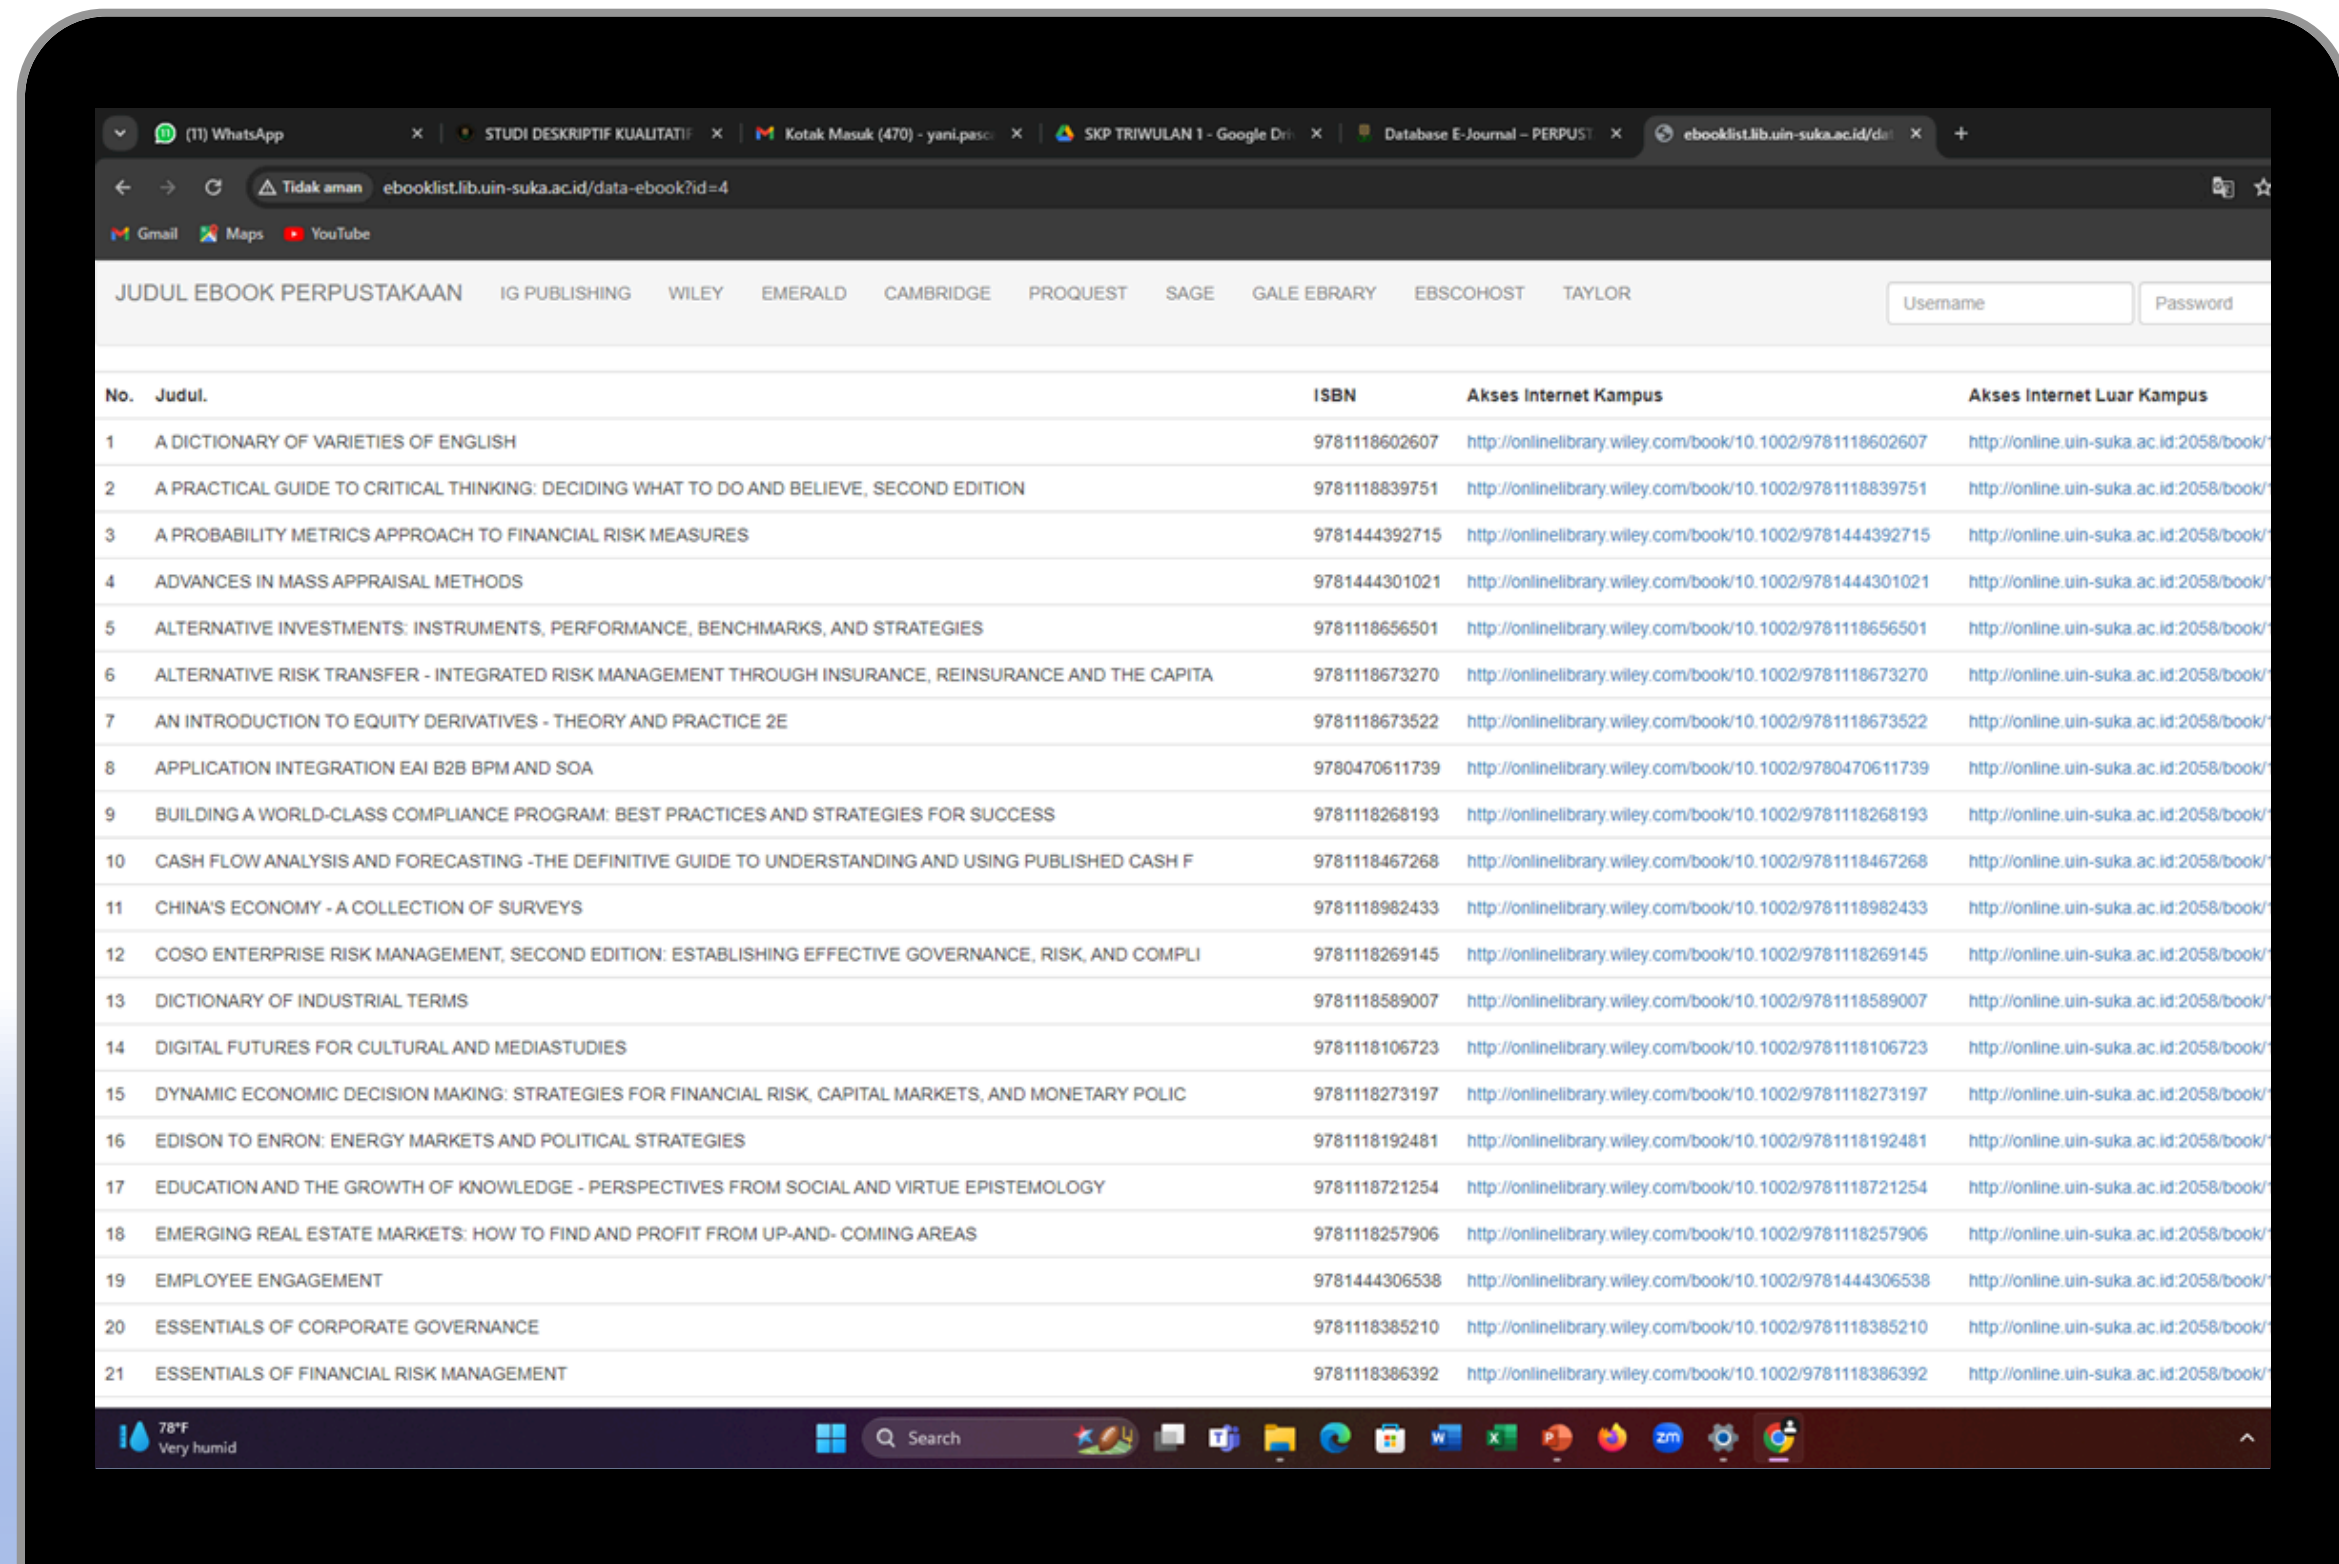 (11) WhatsApp
STUDI DESKRIPTIF KUALITATIF
Kotak Masuk (470) - yani.pasc
SKP TRIWULAN 1 - Google Dri
Database E-Journal – PERPUST
ebooklist.lib.uin-suka.ac.id/dat
Tidak aman ebooklist.lib.uin-suka.ac.id/data-ebook?id=4
Gmail Maps YouTube
JUDUL EBOOK PERPUSTAKAAN IG PUBLISHING WILEY EMERALD CAMBRIDGE PROQUEST SAGE GALE EBRARY EBSCOHOST TAYLOR Username Password
No. Judul. ISBN Akses Internet Kampus Akses Internet Luar Kampus
1 A DICTIONARY OF VARIETIES OF ENGLISH 9781118602607 http://onlinelibrary.wiley.com/book/10.1002/9781118602607 http://online.uin-suka.ac.id:2058/book/
2 A PRACTICAL GUIDE TO CRITICAL THINKING: DECIDING WHAT TO DO AND BELIEVE, SECOND EDITION 9781118839751 http://onlinelibrary.wiley.com/book/10.1002/9781118839751 http://online.uin-suka.ac.id:2058/book/
3 A PROBABILITY METRICS APPROACH TO FINANCIAL RISK MEASURES 9781444392715 http://onlinelibrary.wiley.com/book/10.1002/9781444392715 http://online.uin-suka.ac.id:2058/book/
4 ADVANCES IN MASS APPRAISAL METHODS 9781444301021 http://onlinelibrary.wiley.com/book/10.1002/9781444301021 http://online.uin-suka.ac.id:2058/book/
5 ALTERNATIVE INVESTMENTS: INSTRUMENTS, PERFORMANCE, BENCHMARKS, AND STRATEGIES 9781118656501 http://onlinelibrary.wiley.com/book/10.1002/9781118656501 http://online.uin-suka.ac.id:2058/book/
6 ALTERNATIVE RISK TRANSFER - INTEGRATED RISK MANAGEMENT THROUGH INSURANCE, REINSURANCE AND THE CAPITA 9781118673270 http://onlinelibrary.wiley.com/book/10.1002/9781118673270 http://online.uin-suka.ac.id:2058/book/
7 AN INTRODUCTION TO EQUITY DERIVATIVES - THEORY AND PRACTICE 2E 9781118673522 http://onlinelibrary.wiley.com/book/10.1002/9781118673522 http://online.uin-suka.ac.id:2058/book/
8 APPLICATION INTEGRATION EAI B2B BPM AND SOA 9780470611739 http://onlinelibrary.wiley.com/book/10.1002/9780470611739 http://online.uin-suka.ac.id:2058/book/
9 BUILDING A WORLD-CLASS COMPLIANCE PROGRAM: BEST PRACTICES AND STRATEGIES FOR SUCCESS 9781118268193 http://onlinelibrary.wiley.com/book/10.1002/9781118268193 http://online.uin-suka.ac.id:2058/book/
10 CASH FLOW ANALYSIS AND FORECASTING -THE DEFINITIVE GUIDE TO UNDERSTANDING AND USING PUBLISHED CASH F 9781118467268 http://onlinelibrary.wiley.com/book/10.1002/9781118467268 http://online.uin-suka.ac.id:2058/book/
11 CHINA'S ECONOMY - A COLLECTION OF SURVEYS 9781118982433 http://onlinelibrary.wiley.com/book/10.1002/9781118982433 http://online.uin-suka.ac.id:2058/book/
12 COSO ENTERPRISE RISK MANAGEMENT, SECOND EDITION: ESTABLISHING EFFECTIVE GOVERNANCE, RISK, AND COMPLI 9781118269145 http://onlinelibrary.wiley.com/book/10.1002/9781118269145 http://online.uin-suka.ac.id:2058/book/
13 DICTIONARY OF INDUSTRIAL TERMS 9781118589007 http://onlinelibrary.wiley.com/book/10.1002/9781118589007 http://online.uin-suka.ac.id:2058/book/
14 DIGITAL FUTURES FOR CULTURAL AND MEDIASTUDIES 9781118106723 http://onlinelibrary.wiley.com/book/10.1002/9781118106723 http://online.uin-suka.ac.id:2058/book/
15 DYNAMIC ECONOMIC DECISION MAKING: STRATEGIES FOR FINANCIAL RISK, CAPITAL MARKETS, AND MONETARY POLIC 9781118273197 http://onlinelibrary.wiley.com/book/10.1002/9781118273197 http://online.uin-suka.ac.id:2058/book/
16 EDISON TO ENRON: ENERGY MARKETS AND POLITICAL STRATEGIES 9781118192481 http://onlinelibrary.wiley.com/book/10.1002/9781118192481 http://online.uin-suka.ac.id:2058/book/
17 EDUCATION AND THE GROWTH OF KNOWLEDGE - PERSPECTIVES FROM SOCIAL AND VIRTUE EPISTEMOLOGY 9781118721254 http://onlinelibrary.wiley.com/book/10.1002/9781118721254 http://online.uin-suka.ac.id:2058/book/
18 EMERGING REAL ESTATE MARKETS: HOW TO FIND AND PROFIT FROM UP-AND- COMING AREAS 9781118257906 http://onlinelibrary.wiley.com/book/10.1002/9781118257906 http://online.uin-suka.ac.id:2058/book/
19 EMPLOYEE ENGAGEMENT 9781444306538 http://onlinelibrary.wiley.com/book/10.1002/9781444306538 http://online.uin-suka.ac.id:2058/book/
20 ESSENTIALS OF CORPORATE GOVERNANCE 9781118385210 http://onlinelibrary.wiley.com/book/10.1002/9781118385210 http://online.uin-suka.ac.id:2058/book/
21 ESSENTIALS OF FINANCIAL RISK MANAGEMENT 9781118386392 http://onlinelibrary.wiley.com/book/10.1002/9781118386392 http://online.uin-suka.ac.id:2058/book/
78°F
Very humid
Search
zm